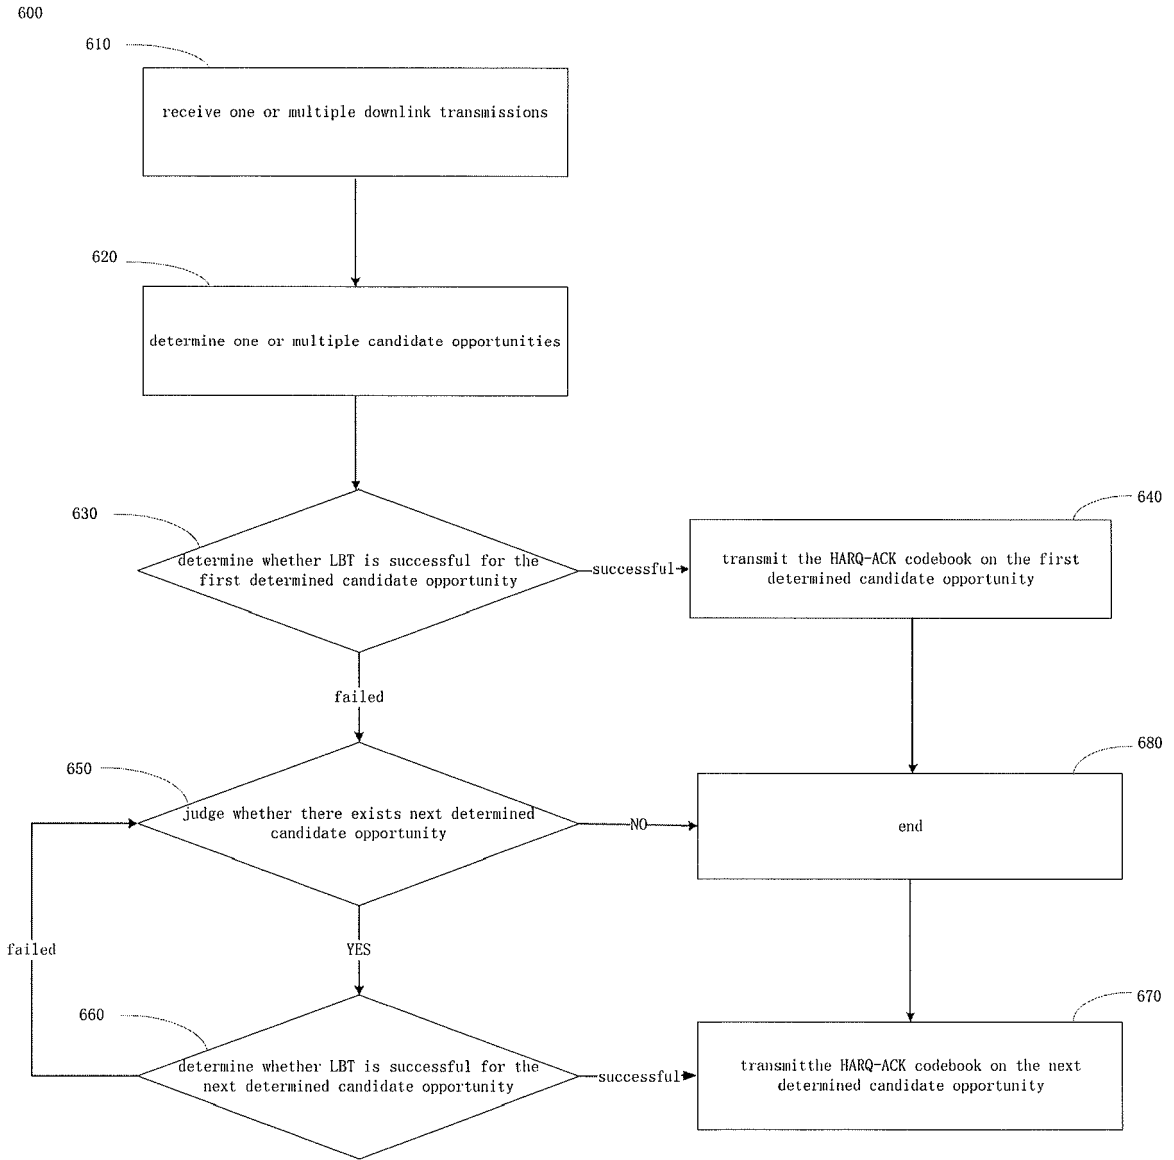 600
610
receive one or multiple downlink transmissions
620
determine one or multiple candidate opportunities
630
determine whether LBT is successful for the
first determined candidate opportunity
successful
640
transmit the HARQ-ACK codebook on the first
determined candidate opportunity
failed
650
judge whether there exists next determined
candidate opportunity
NO
680
end
failed
YES
660
determine whether LBT is successful for the
next determined candidate opportunity
successful
670
transmitthe HARQ-ACK codebook on the next
determined candidate opportunity